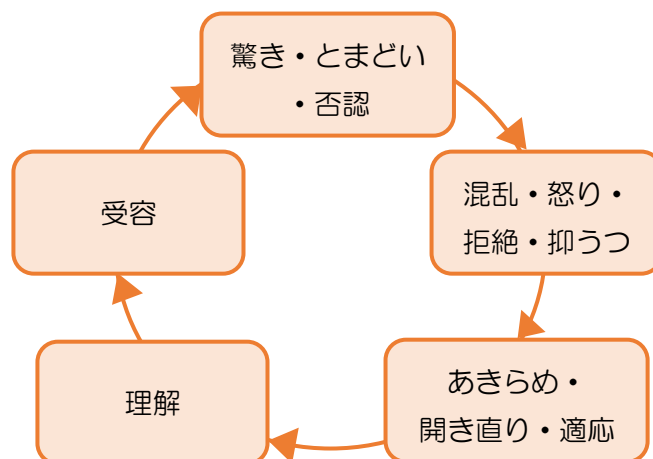 驚き・とまどい
・否認
混乱・怒り・
拒絶・抑うつ
あきらめ・
開き直り・適応
理解
受容